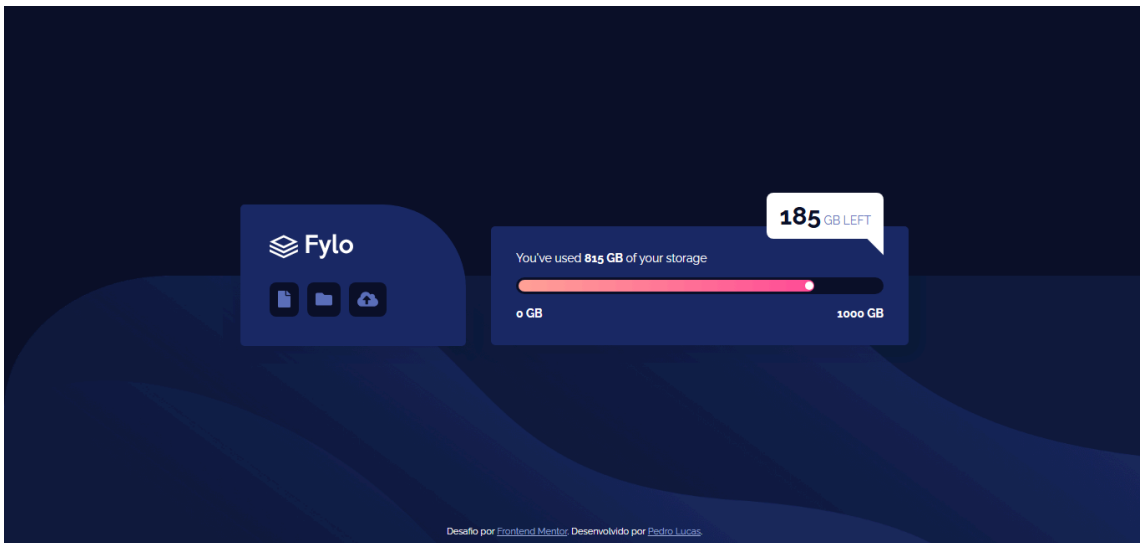 Fylo
185 GB LEFT
You've used 815 GB of your storage
0 GB
1000 GB
Desafio por Frontend Mentor. Desenvolvido por Pedro Lucas.